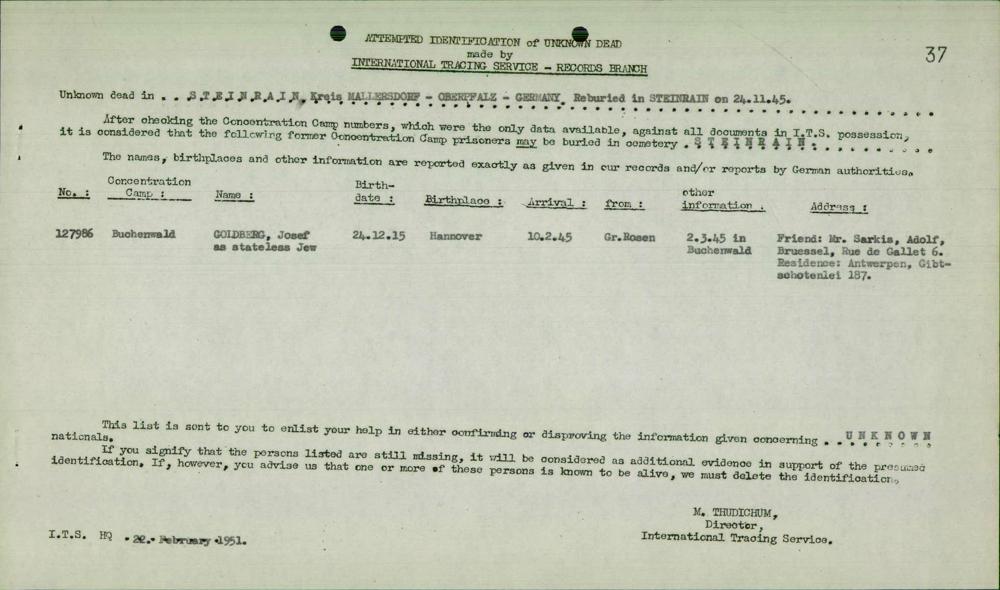 ATTEMPTED IDENTIFICATION of UNKNOWN DEAD
made by
INTERNATIONAL TRACING SERVICE - RECORDS BRANCH
37
Unknown dead in . . S.T.E.I.N.R.A.I.N, Kreis MALLERSDORF - OBERPFALZ - GERMANY. Reburied in STEINRAIN on 24.11.45.
After checking the Concentration Camp numbers, which were the only data available, against all documents in I.T.S. possession,
it is considered that the following former Concentration Camp prisoners may be buried in cemetery . S T E I N R A I N.
The names, birthplaces and other information are reported exactly as given in our records and/or reports by German authorities.
No. : Concentration Camp : Name : Birth-date : Birthplace : Arrival : from : other information . Address :
127986 Buchenwald GOLDBERG, Josef 24.12.15 Hannover 10.2.45 Gr.Rosen 2.3.45 in Friend: Mr. Sarkis, Adolf,
as stateless Jew Buchenwald Bruessel, Rue de Gallet 6.
Residence: Antwerpen, Gibt-
schotenlei 187.
This list is sent to you to enlist your help in either confirming or disproving the information given concerning . . U N K N O W N
nationals.
If you signify that the persons listed are still missing, it will be considered as additional evidence in support of the presumed
identification. If, however, you advise us that one or more of these persons is known to be alive, we must delete the identification.
M. THUDICHUM,
Director,
International Tracing Service.
I.T.S. HQ . 22. February 1951.